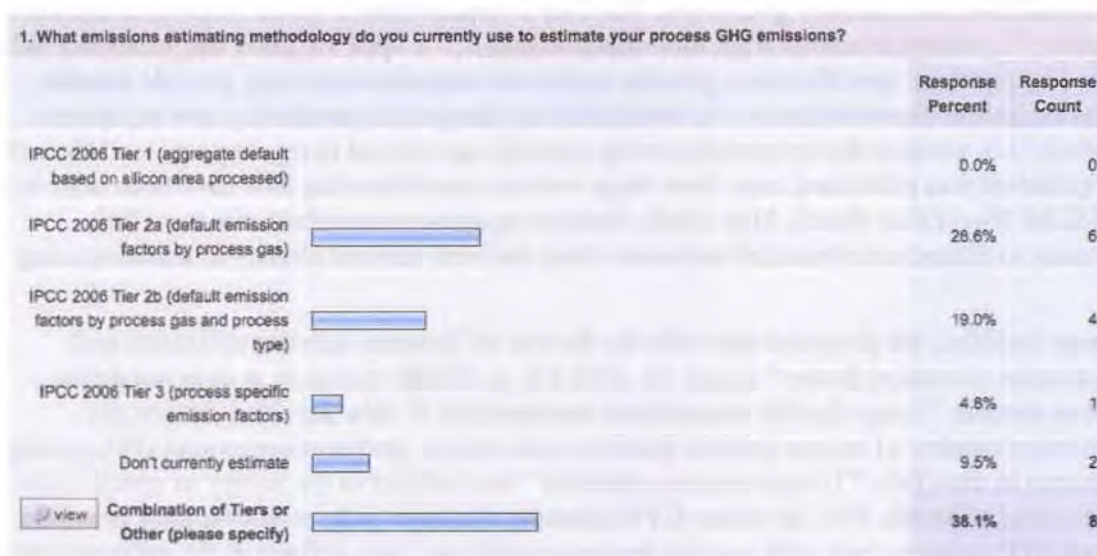 1. What emissions estimating methodology do you currently use to estimate your process GHG emissions?
Response Response
Percent Count
IPCC 2006 Tier 1 (aggregate default
based on silicon area processed)
0.0% 0
IPCC 2006 Tier 2a (default emission
factors by process gas)
28.6% 6
IPCC 2006 Tier 2b (default emission
factors by process gas and process
type)
19.0% 4
IPCC 2006 Tier 3 (process specific
emission factors)
4.8% 1
Don't currently estimate
9.5% 2
view
Combination of Tiers or
Other (please specify)
38.1% 8